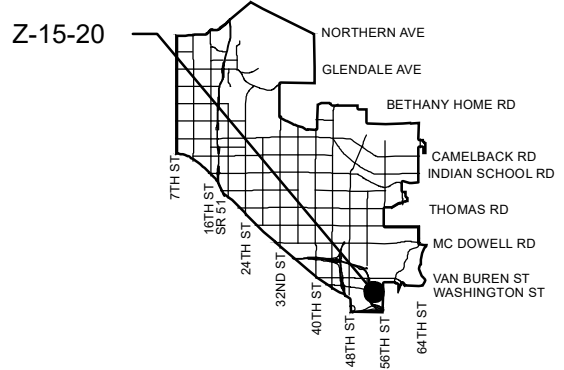 Z-15-20
NORTHERN AVE
GLENDALE AVE
BETHANY HOME RD
CAMELBACK RD
INDIAN SCHOOL RD
THOMAS RD
MC DOWELL RD
VAN BUREN ST
WASHINGTON ST
7TH ST
16TH ST
SR 51
24TH ST
32ND ST
40TH ST
48TH ST
56TH ST
64TH ST